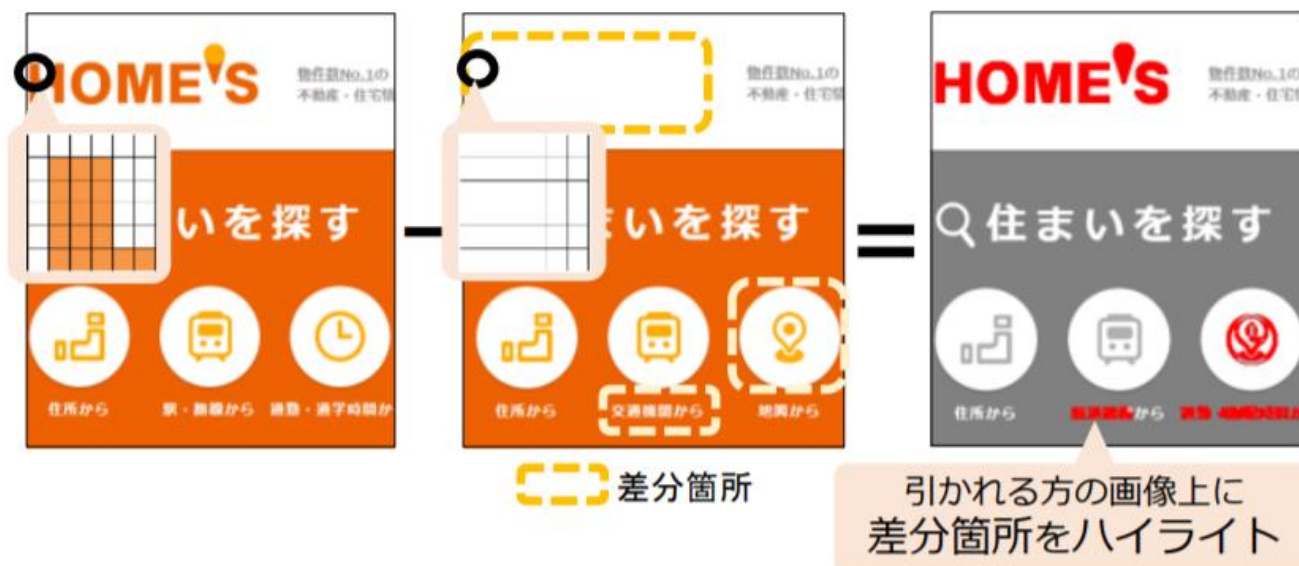 HOME'S
物件数No.1の
不動産・住宅情
いを探す
住所から
駅・路線から
通勤・通学時間か
物件数No.1の
不動産・住宅情
まいを探す
住所から
交通機関から
地図から
=
HOME'S
物件数No.1の
不動産・住宅情
住まいを探す
住所から
から
差分箇所
引かれる方の画像上に
差分箇所をハイライト